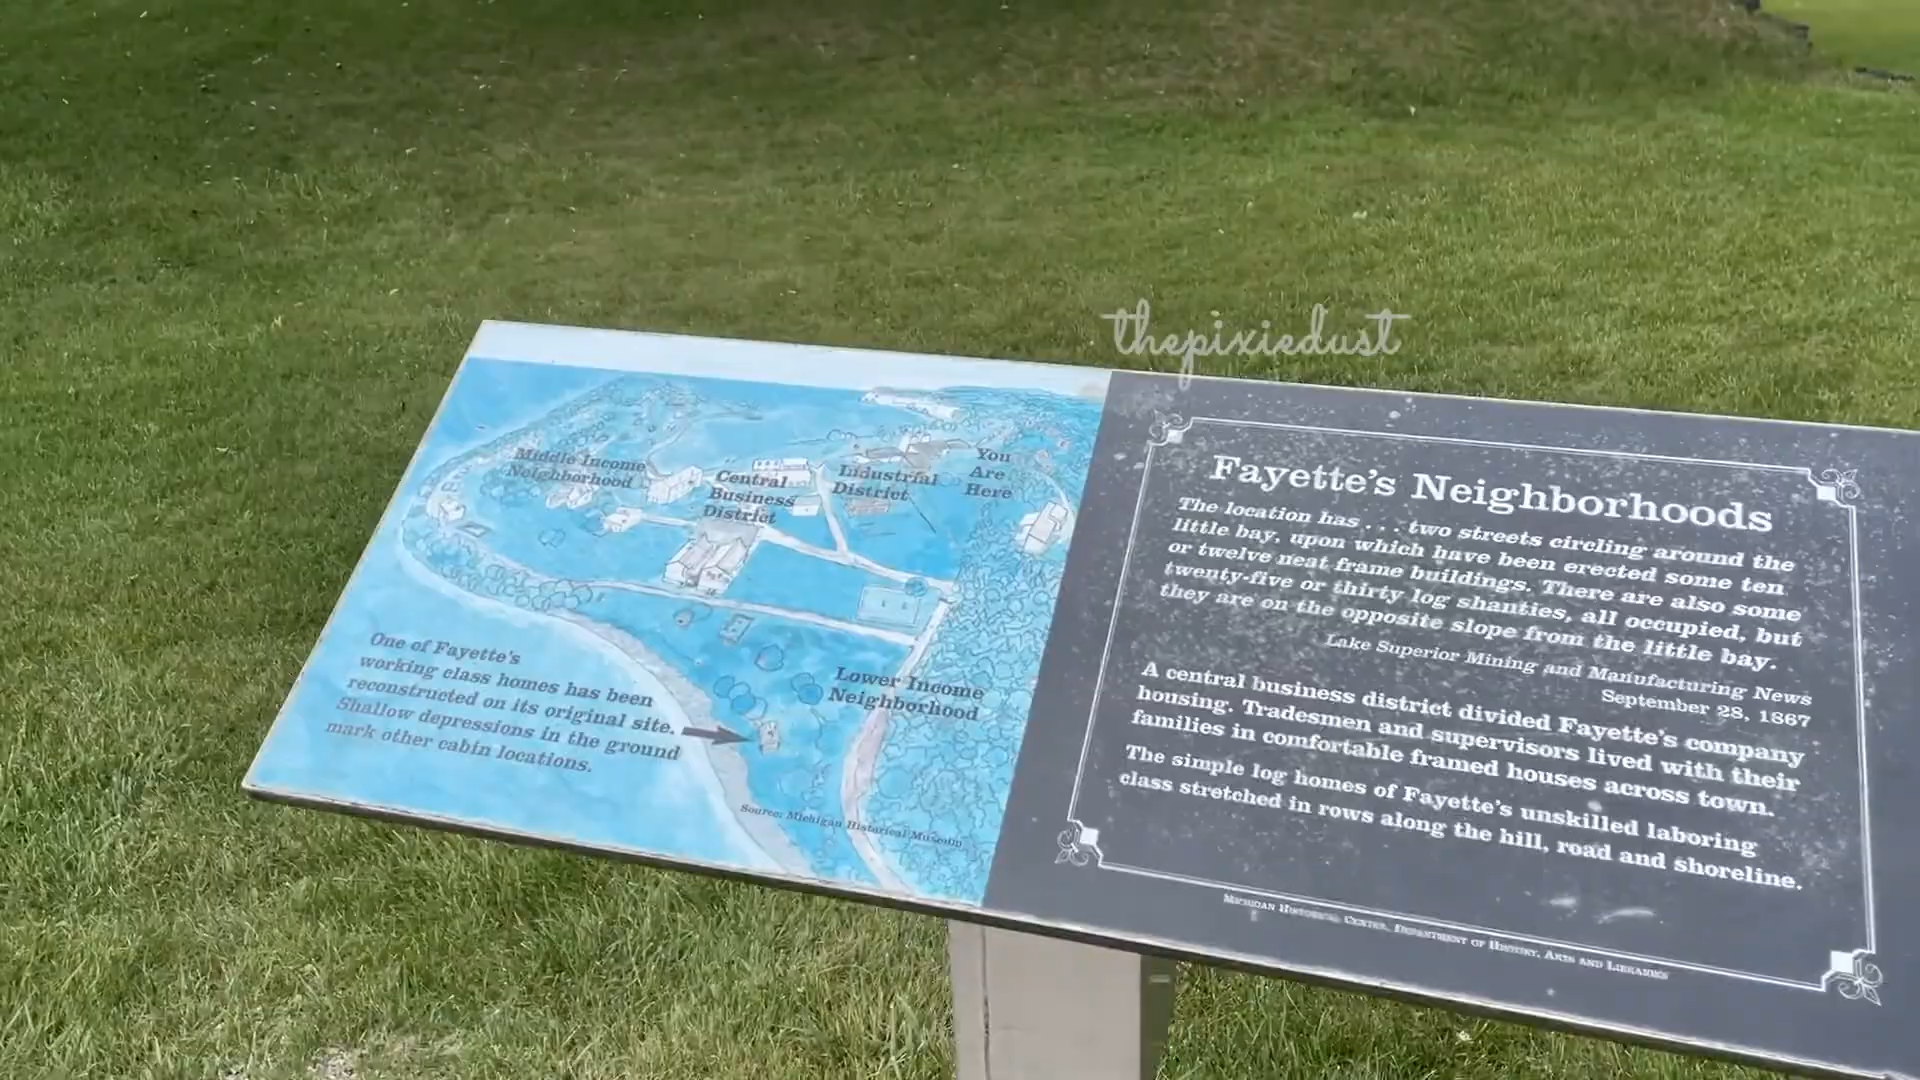 thepixiedust
Middle Income
Neighborhood
Central
Business
District
Industrial
District
You
Are
Here
One of Fayette's
working class homes has been
reconstructed on its original site.
Shallow depressions in the ground
mark other cabin locations.
Lower Income
Neighborhood
Source: Michigan Historical Museum
Fayette's Neighborhoods
The location has . . . two streets circling around the
little bay, upon which have been erected some ten
or twelve neat frame buildings. There are also some
twenty-five or thirty log shanties, all occupied, but
they are on the opposite slope from the little bay.
Lake Superior Mining and Manufacturing News
September 28, 1867
A central business district divided Fayette's company
housing. Tradesmen and supervisors lived with their
families in comfortable framed houses across town.
The simple log homes of Fayette's unskilled laboring
class stretched in rows along the hill, road and shoreline.
Michigan Historical Center, Department of History, Arts and Libraries